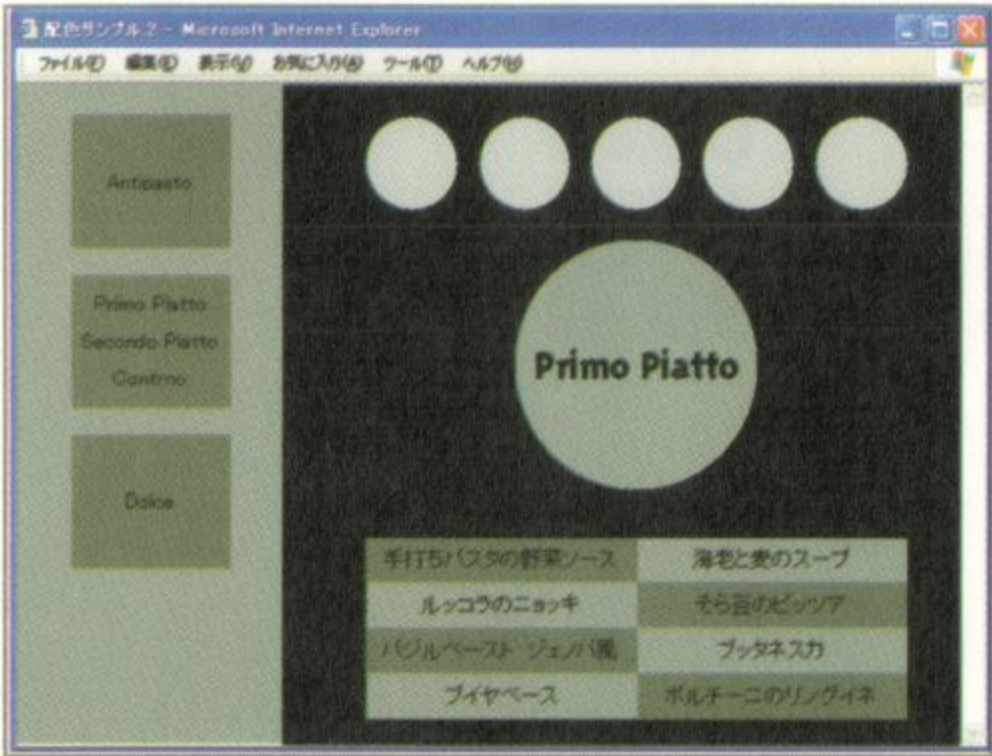 配色サンプル 2 - Microsoft Internet Explorer
ファイル(F) 編集(E) 表示(V) お気に入り(A) ツール(T) ヘルプ(H)
Antipasto
Primo Piatto
Secondo Piatto
Contrno
Dolce
Primo Piatto
手打ちパスタの野菜ソース 海老と麦のスープ
ルッコラのニョッキ そら豆のピッツア
バジルペースト ジェノバ風 プッタネスカ
ブイヤベース ポルチーニのリングイネ